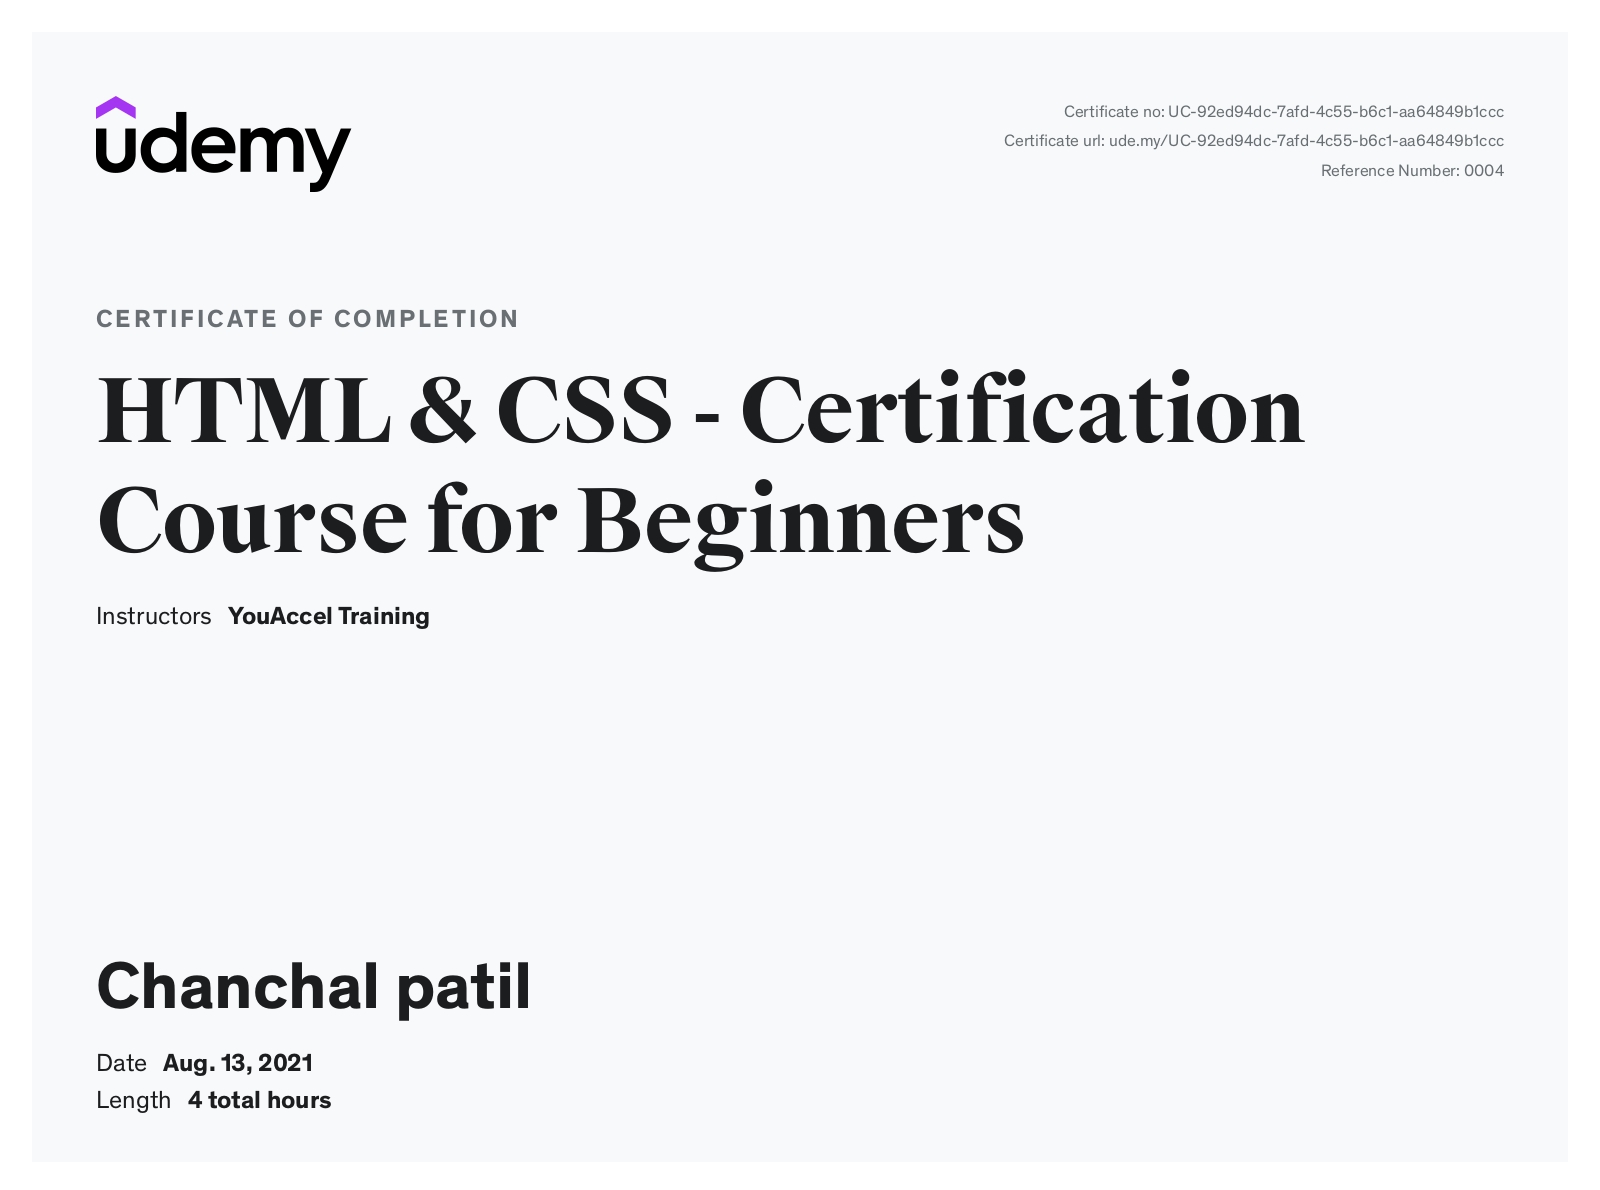 udemy
Certificate no: UC-92ed94dc-7afd-4c55-b6c1-aa64849b1ccc
Certificate url: ude.my/UC-92ed94dc-7afd-4c55-b6c1-aa64849b1ccc
Reference Number: 0004
CERTIFICATE OF COMPLETION
HTML & CSS - Certification
Course for Beginners
Instructors YouAccel Training
Chanchal patil
Date Aug. 13, 2021
Length 4 total hours